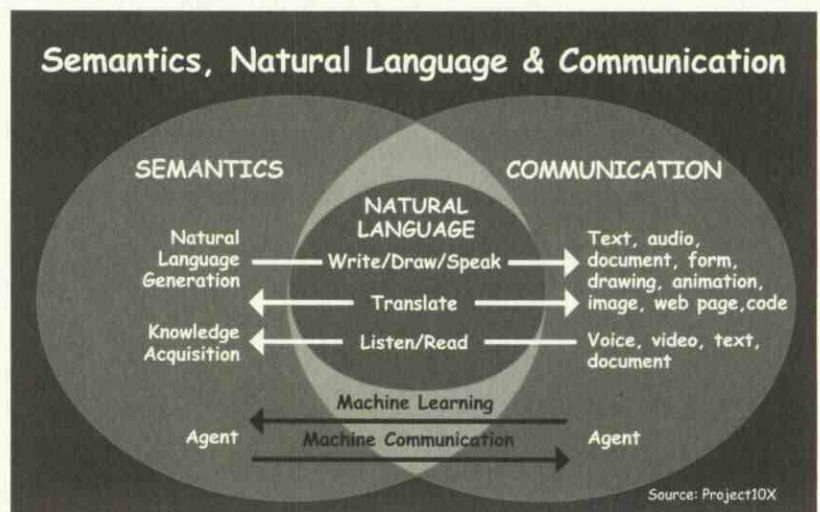 Semantics, Natural Language & Communication
SEMANTICS
COMMUNICATION
NATURAL
LANGUAGE
Natural
Language
Generation
Write/Draw/Speak
Text, audio,
document, form,
drawing, animation,
image, web page,code
Translate
Knowledge
Acquisition
Listen/Read
Voice, video, text,
document
Machine Learning
Agent
Machine Communication
Agent
Source: Project10X